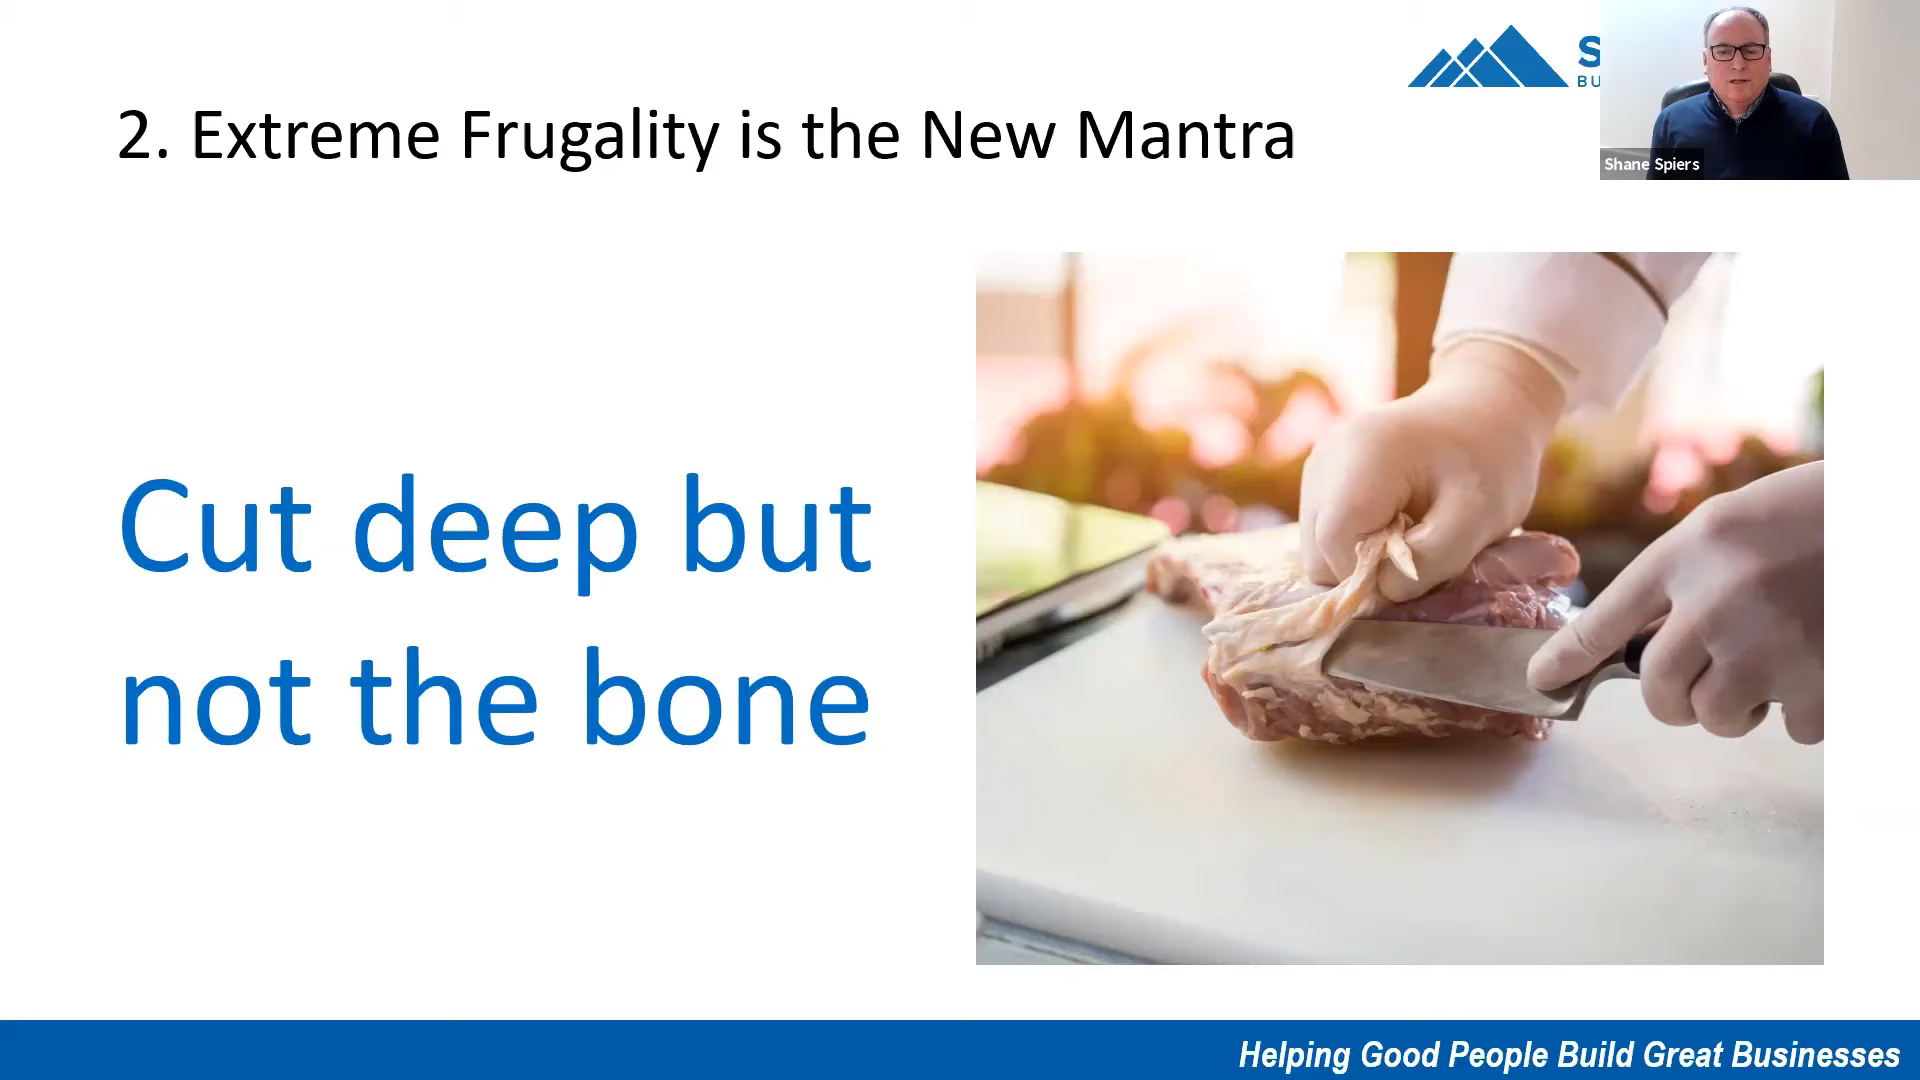 2. Extreme Frugality is the New Mantra
Shane Spiers
Cut deep but
not the bone
Helping Good People Build Great Businesses